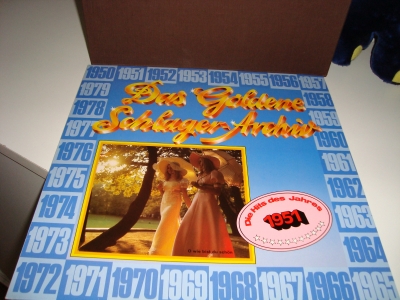 1950 1951 1952 1953 1954 1955 1956 1957
1979 1958
1978 1959
1977 1960
1976 1961
1975 1962
1974 1963
1973 1964
1972 1971 1970 1969 1968 1967 1966 1965
Das Goldene
Schlager-Archiv
Die Hits des Jahres
1951